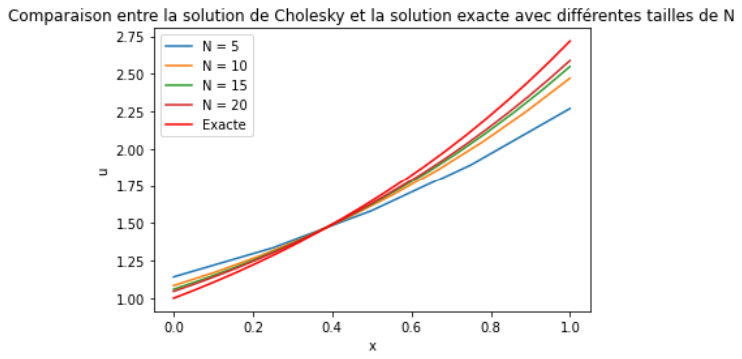 Comparaison entre la solution de Cholesky et la solution exacte avec différentes tailles de N
2.75
2.50
2.25
2.00
1.75
1.50
1.25
1.00
u
N = 5
N = 10
N = 15
N = 20
Exacte
0.0 0.2 0.4 0.6 0.8 1.0
x